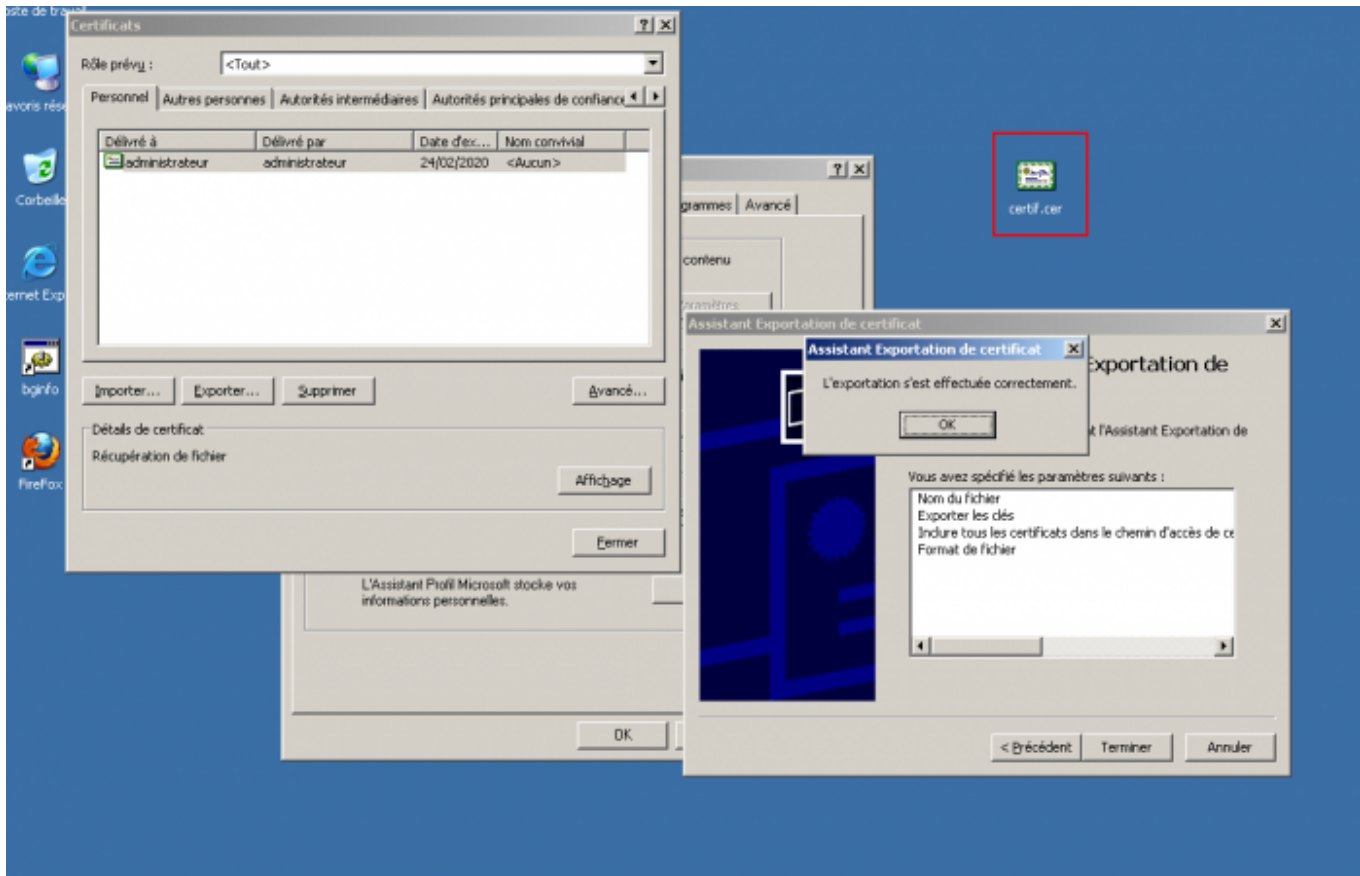 oste de travail
Certificats
Rôle prévu :
<Tout>
Personnel
Autres personnes
Autorités intermédiaires
Autorités principales de confiance
Délivré à
Délivré par
Date d'ex...
Nom convivial
administrateur
administrateur
24/02/2020
<Aucun>
Importer...
Exporter...
Supprimer
Avancé...
Détails de certificat
Récupération de fichier
Affichage
Fermer
avoris rése
Corbeille
ternet Exp
bginfo
FireFox
certif.cer
grammes
Avancé
contenu
Paramètres
L'Assistant Profil Microsoft stocke vos
informations personnelles.
OK
Assistant Exportation de certificat
Exportation de
t l'Assistant Exportation de
Assistant Exportation de certificat
L'exportation s'est effectuée correctement.
OK
Vous avez spécifié les paramètres suivants :
Nom du fichier
Exporter les clés
Inclure tous les certificats dans le chemin d'accès de ce
Format de fichier
< Précédent
Terminer
Annuler